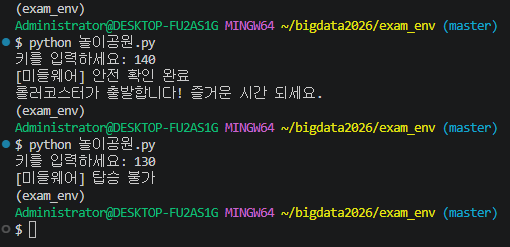 (exam_env)
Administrator@DESKTOP-FU2AS1G MINGW64 ~/bigdata2026/exam_env (master)
$ python 놀이공원.py
키를 입력하세요: 140
[미들웨어] 안전 확인 완료
롤러코스터가 출발합니다! 즐거운 시간 되세요.
(exam_env)
Administrator@DESKTOP-FU2AS1G MINGW64 ~/bigdata2026/exam_env (master)
$ python 놀이공원.py
키를 입력하세요: 130
[미들웨어] 탑승 불가
(exam_env)
Administrator@DESKTOP-FU2AS1G MINGW64 ~/bigdata2026/exam_env (master)
$